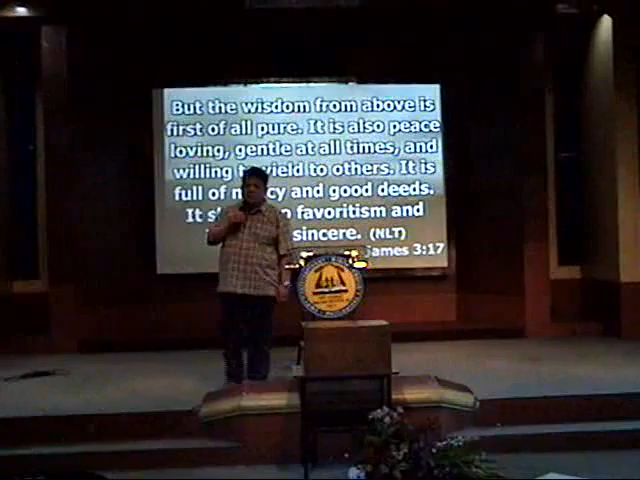 But the wisdom from above is
first of all pure. It is also peace
loving, gentle at all times, and
willing to yield to others. It is
full of mercy and good deeds.
It favoritism and
sincere. (NLT)
James 3:17